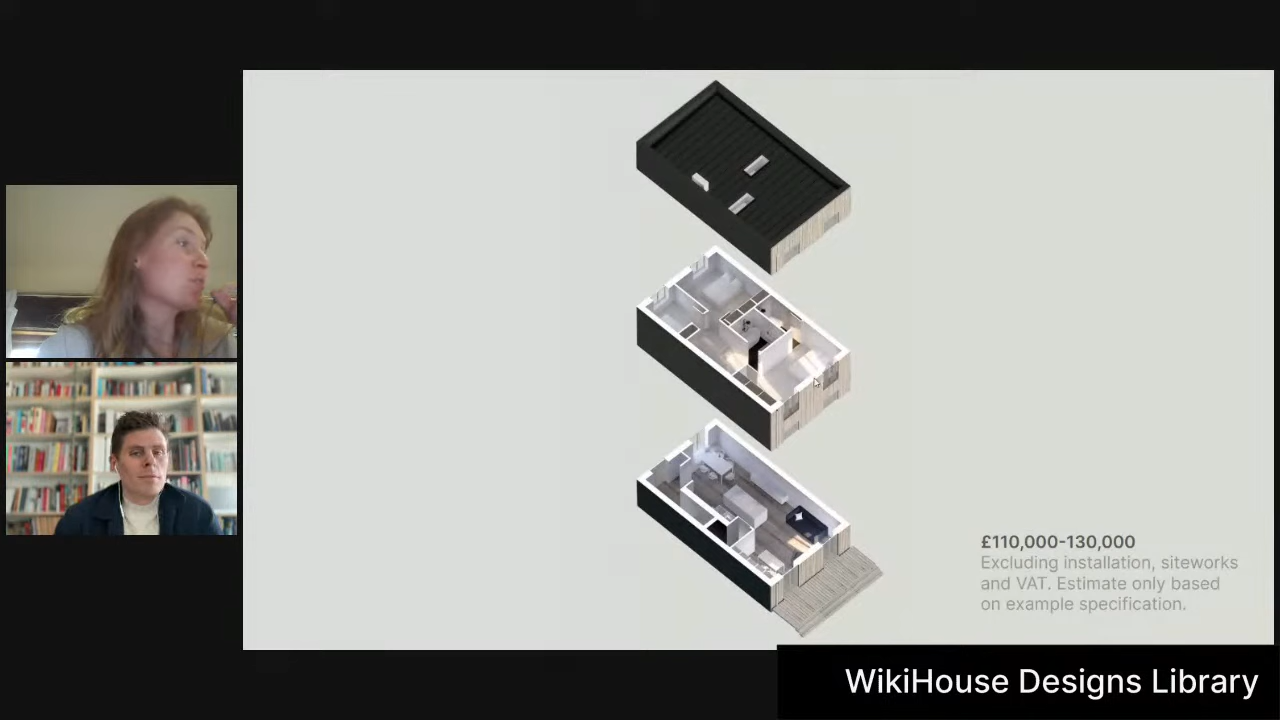 £110,000-130,000
Excluding installation, siteworks
and VAT. Estimate only based
on example specification.
WikiHouse Designs Library